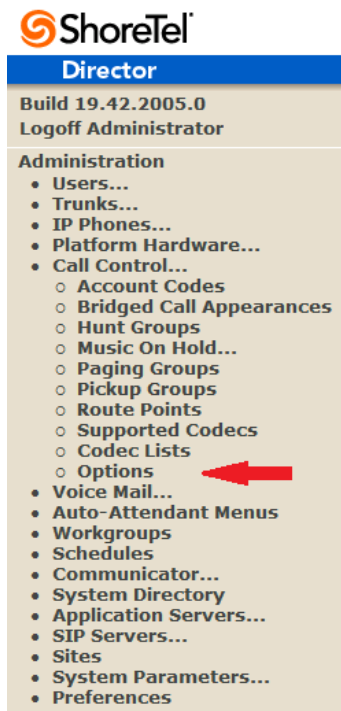 ShoreTel
Director
Build 19.42.2005.0
Logoff Administrator
Administration
• Users...
• Trunks...
• IP Phones...
• Platform Hardware...
• Call Control...
○ Account Codes
○ Bridged Call Appearances
○ Hunt Groups
○ Music On Hold...
○ Paging Groups
○ Pickup Groups
○ Route Points
○ Supported Codecs
○ Codec Lists
○ Options
• Voice Mail...
• Auto-Attendant Menus
• Workgroups
• Schedules
• Communicator...
• System Directory
• Application Servers...
• SIP Servers...
• Sites
• System Parameters...
• Preferences